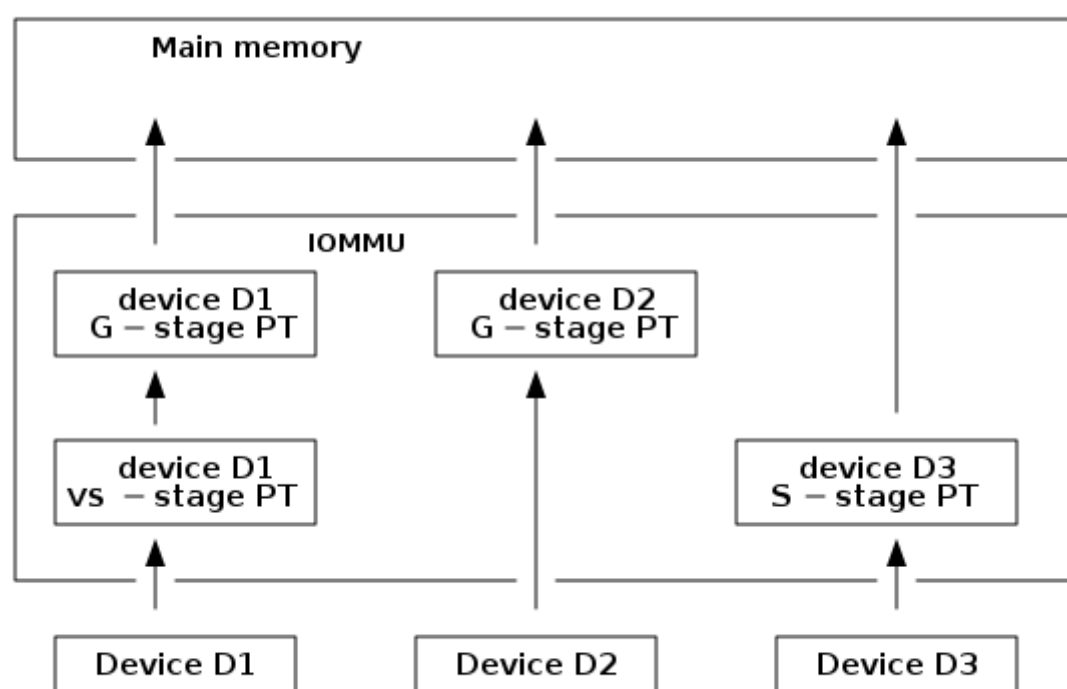 Main memory
IOMMU
device D1
G − stage PT
device D2
G − stage PT
device D1
VS − stage PT
device D3
S − stage PT
Device D1
Device D2
Device D3